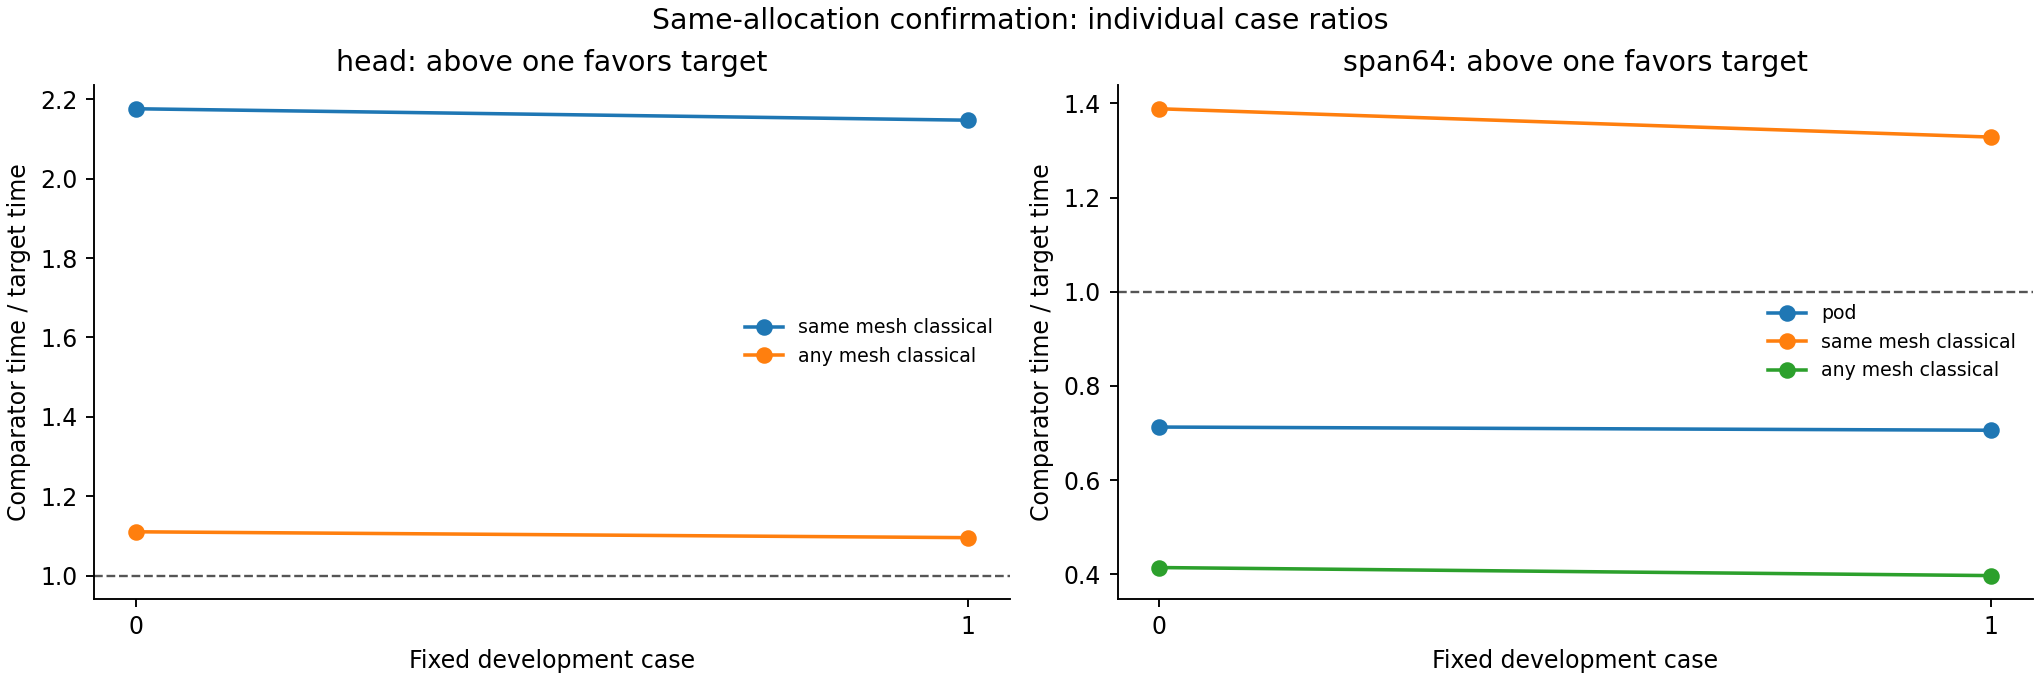 Same-allocation confirmation: individual case ratios
head: above one favors target
Comparator time / target time
2.2
2.0
1.8
1.6
1.4
1.2
1.0
same mesh classical
any mesh classical
0
1
Fixed development case
span64: above one favors target
Comparator time / target time
1.4
1.2
1.0
0.8
0.6
0.4
pod
same mesh classical
any mesh classical
0
1
Fixed development case